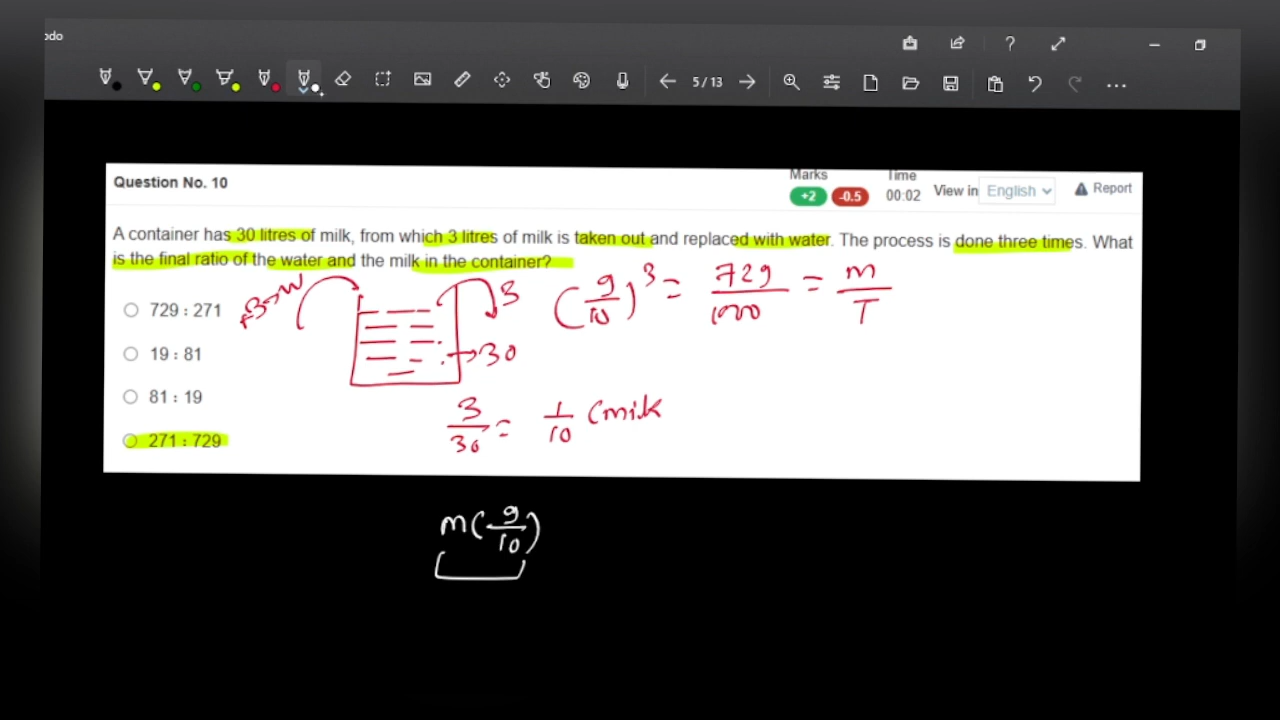 odo
5 / 13
Question No. 10
Marks
+2
-0.5
Time
00:02
View in
English
Report
A container has 30 litres of milk, from which 3 litres of milk is taken out and replaced with water. The process is done three times. What
is the final ratio of the water and the milk in the container?
729 : 271
19 : 81
81 : 19
271 : 729
+3→W
3
→30
(9/10)³ = 729/1000 = m/T
3/30 = 1/10 (milk
m(9/10)